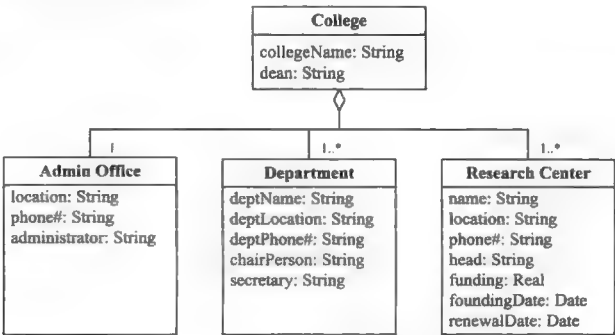 College
collegeName: String
dean: String
1
1..*
1..*
Admin Office
location: String
phone#: String
administrator: String
Department
deptName: String
deptLocation: String
deptPhone#: String
chairPerson: String
secretary: String
Research Center
name: String
location: String
phone#: String
head: String
funding: Real
foundingDate: Date
renewalDate: Date